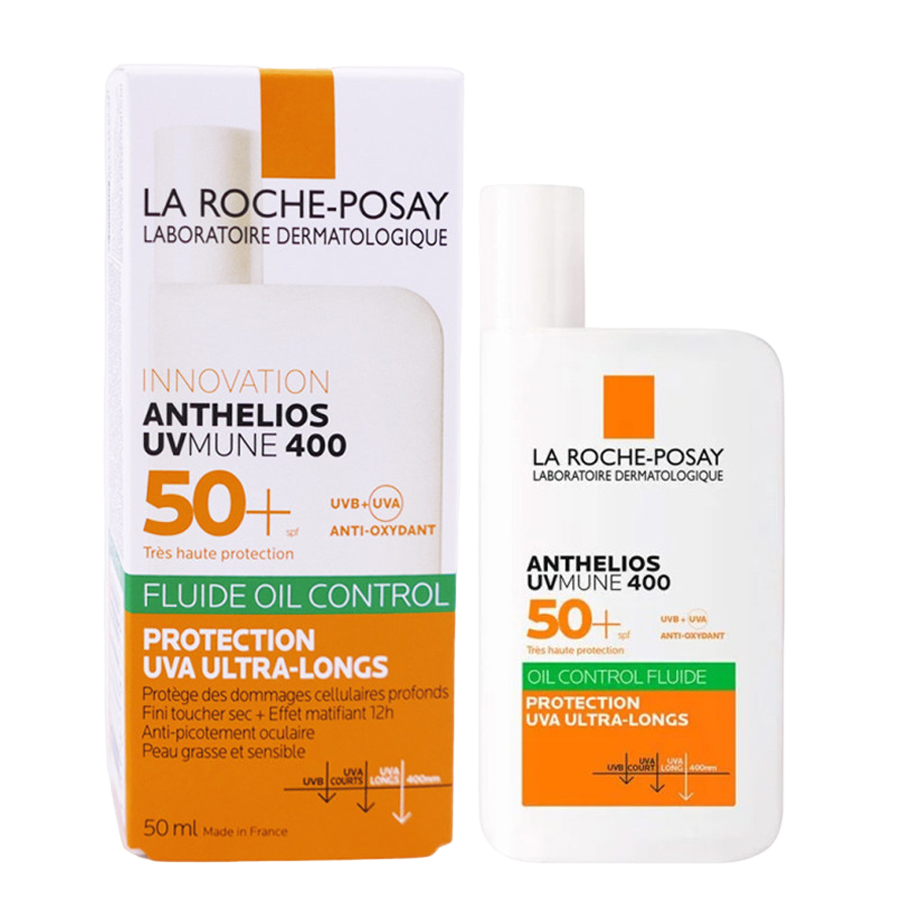 LA ROCHE-POSAY
LABORATOIRE DERMATOLOGIQUE
INNOVATION
ANTHELIOS
UVMUNE 400
50+ spf
UVB + UVA
ANTI-OXYDANT
Très haute protection
FLUIDE OIL CONTROL
PROTECTION
UVA ULTRA-LONGS
Protège des dommages cellulaires profonds
Fini toucher sec + Effet matifiant 12h
Anti-picotement oculaire
Peau grasse et sensible
UVB UVA COURTS UVA LONGS 400nm
50 ml Made in France
LA ROCHE-POSAY
LABORATOIRE DERMATOLOGIQUE
ANTHELIOS
UVMUNE 400
50+ spf
UVB + UVA
ANTI-OXYDANT
Très haute protection
OIL CONTROL FLUIDE
PROTECTION
UVA ULTRA-LONGS
UVB UVA COURT UVA LONG 400nm